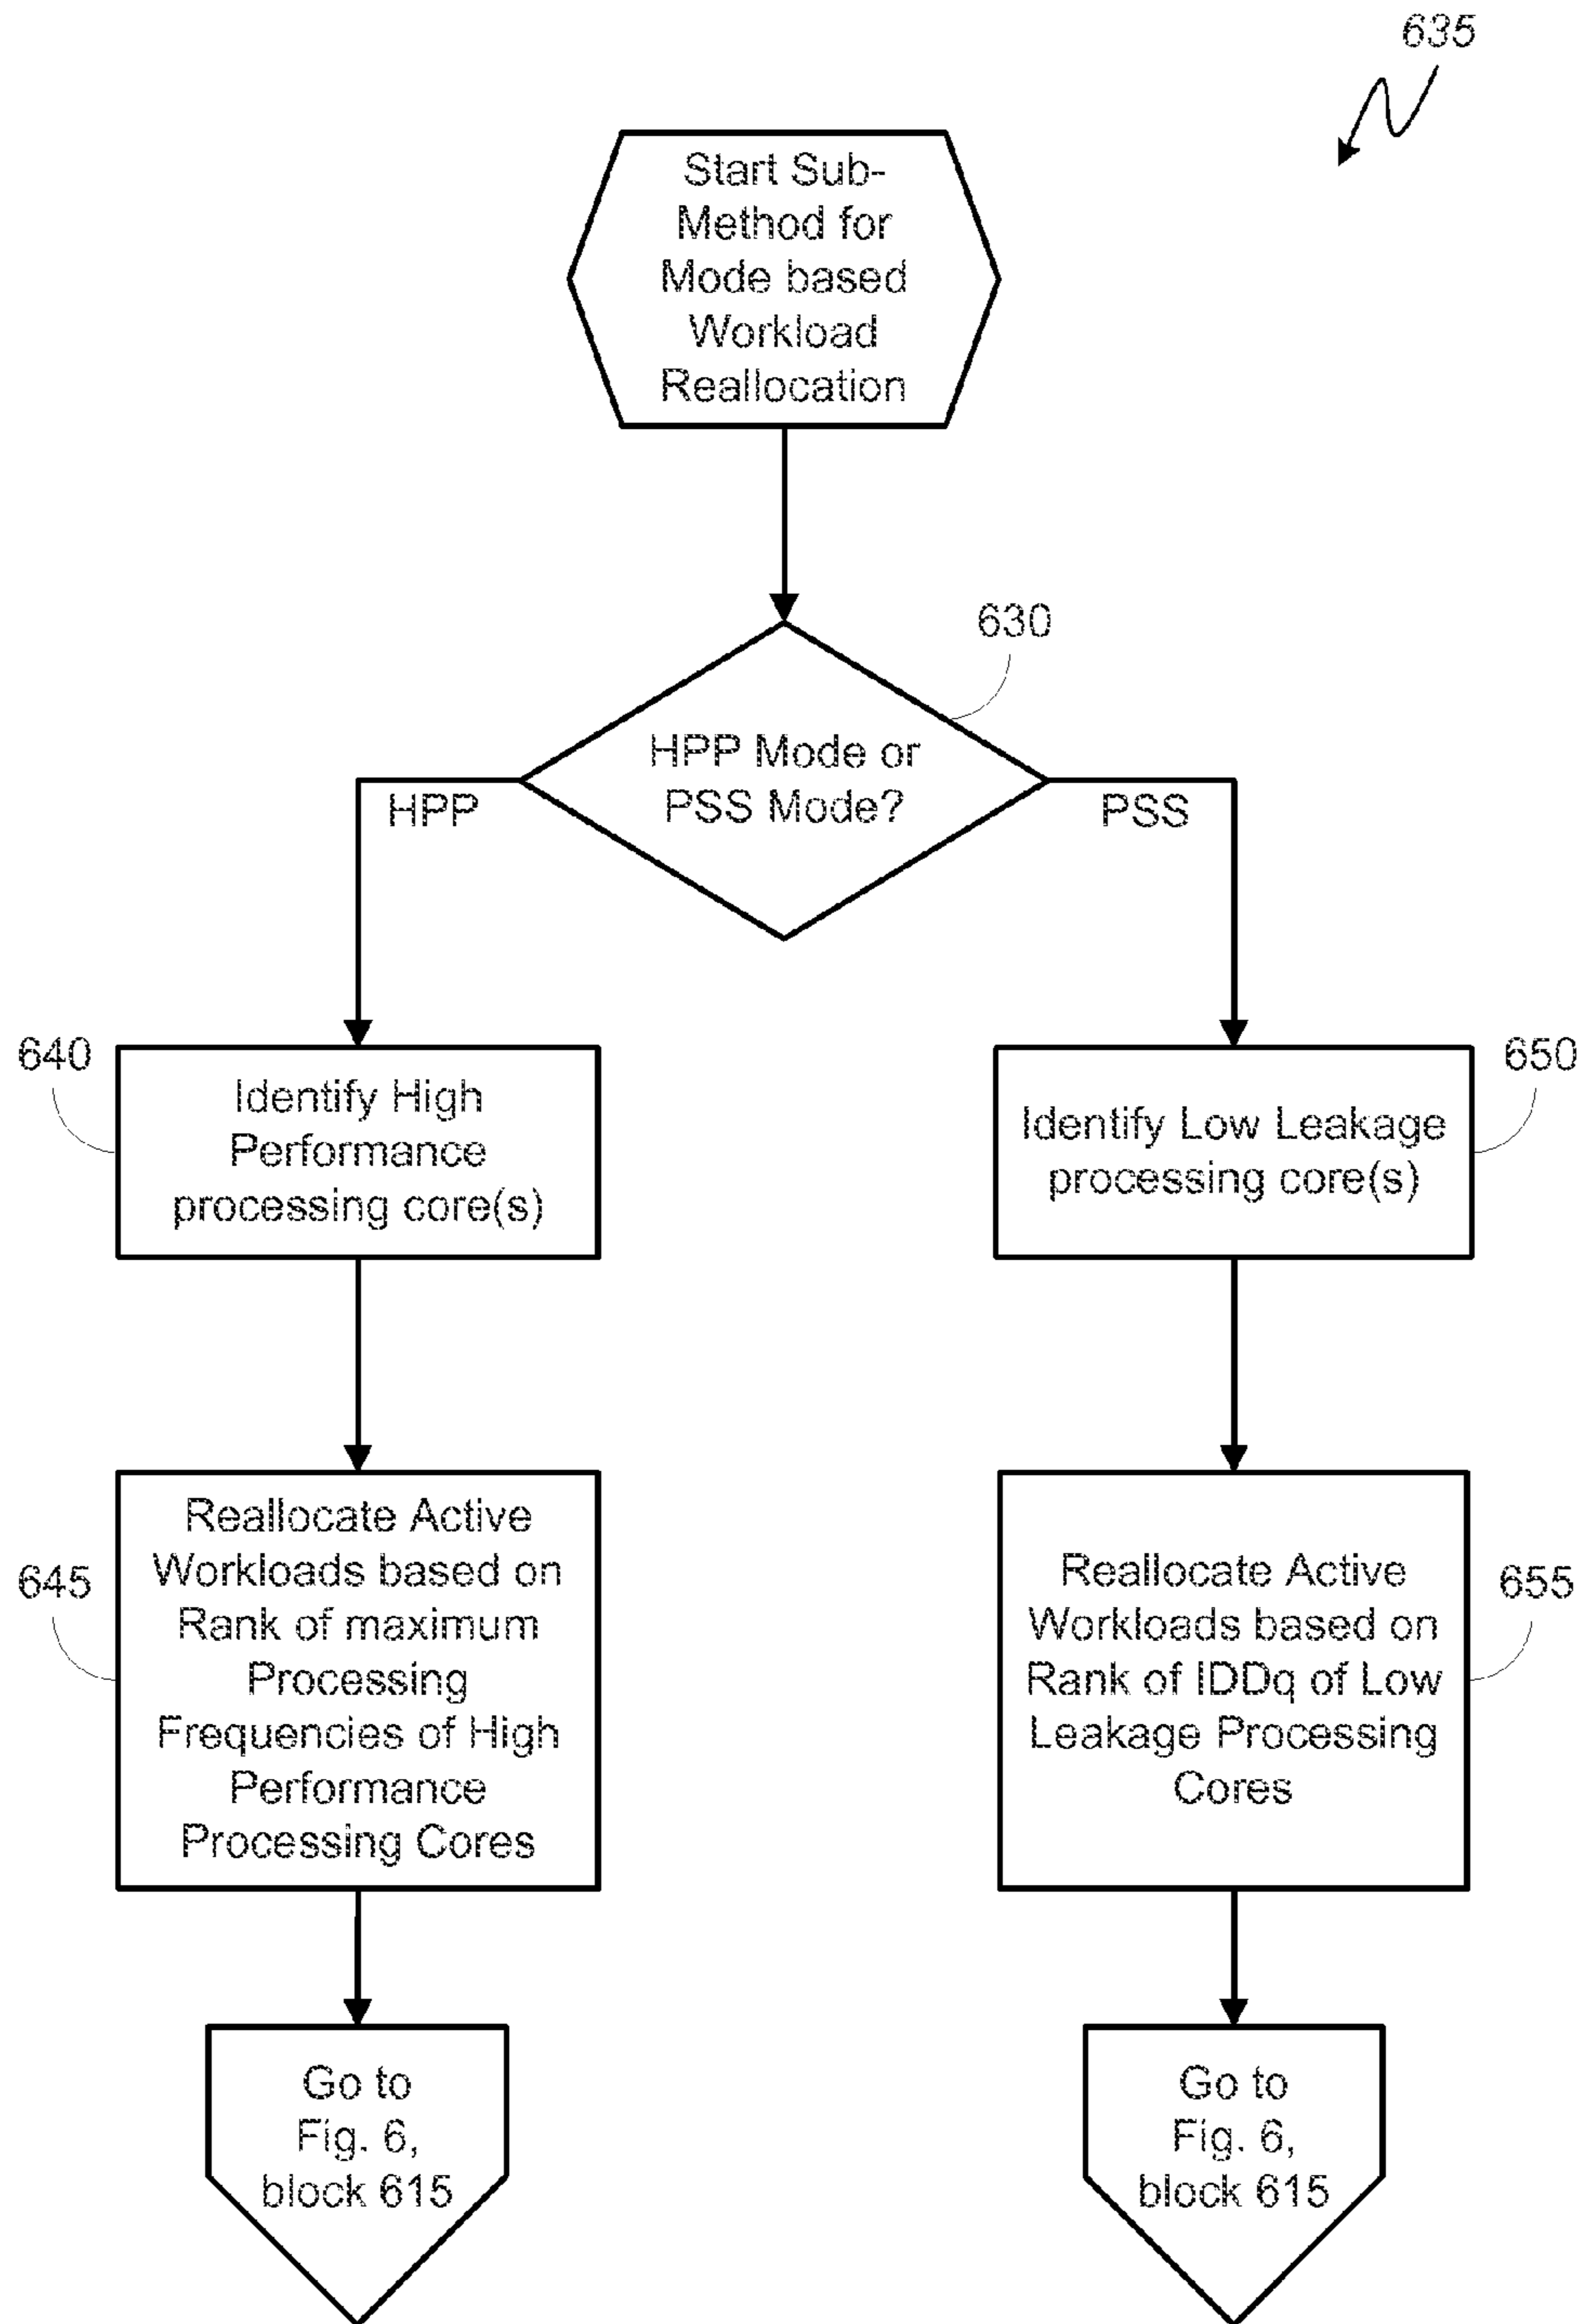 635
Start Sub-
Method for
Mode based
Workload
Reallocation
630
HPP Mode or
PSS Mode?
HPP
PSS
640
Identify High
Performance
processing core(s)
650
Identify Low Leakage
processing core(s)
645
Reallocate Active
Workloads based on
Rank of maximum
Processing
Frequencies of High
Performance
Processing Cores
655
Reallocate Active
Workloads based on
Rank of IDDq of Low
Leakage Processing
Cores
Go to
Fig. 6,
block 615
Go to
Fig. 6,
block 615